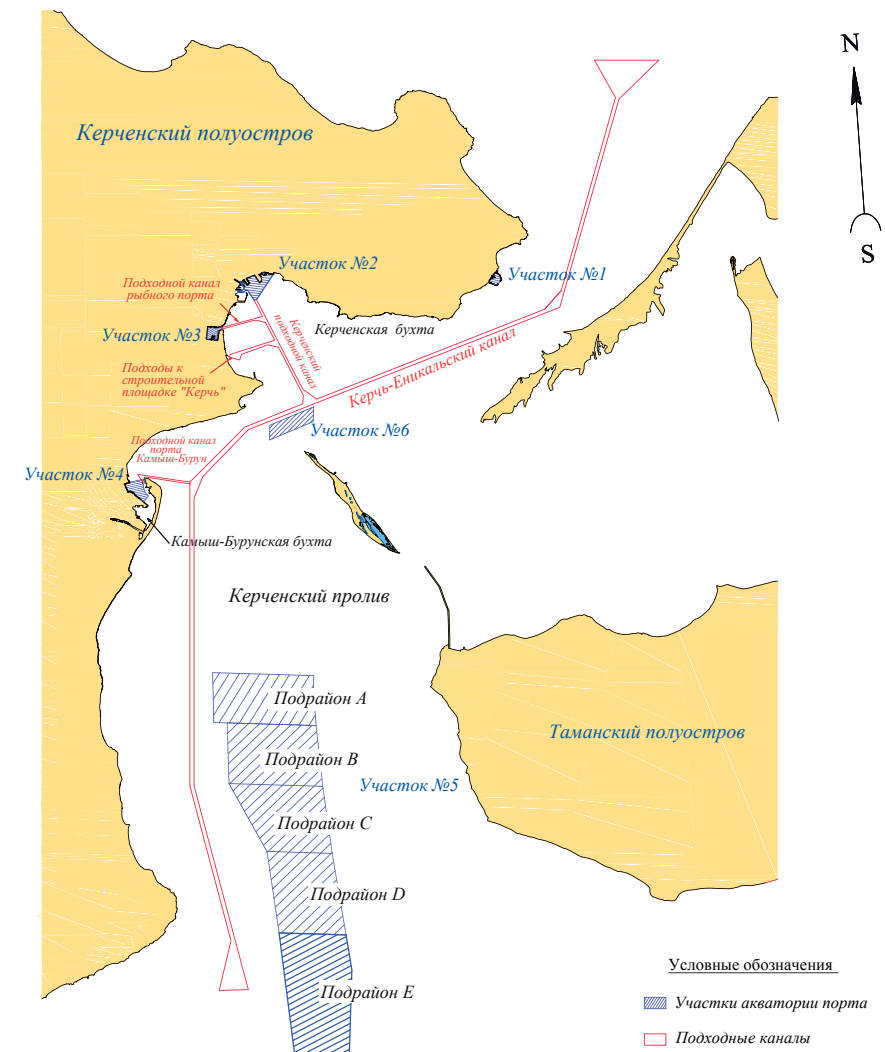 N
Керченский полуостров
S
Участок №2
Участок №1
Подходной канал
рыбного порта
Участок №3
Керченская бухта
Керченский
подходной канал
Подходы к
строительной
площадке "Керчь"
Керчь-Еникальский канал
Участок №6
Подходной канал
порта
Камыш-Бурун
Участок №4
Камыш-Бурунская бухта
Керченский пролив
Подрайон А
Таманский полуостров
Подрайон В
Участок №5
Подрайон С
Подрайон D
Подрайон Е
Условные обозначения
Участки акватории порта
Подходные каналы